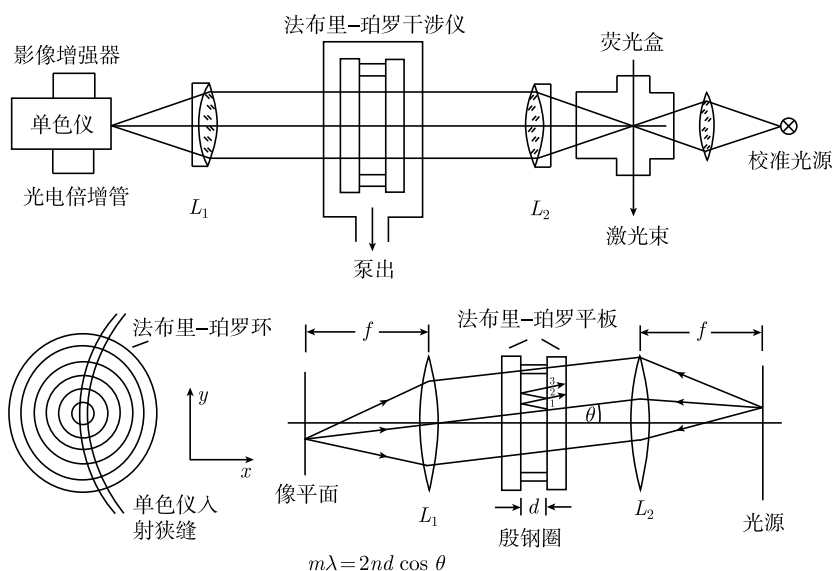 法布里–珀罗干涉仪
影像增强器
荧光盒
单色仪
校准光源
光电倍增管
L₁
L₂
激光束
泵出
法布里–珀罗环
法布里–珀罗平板
f
f
y
x
3
2
1
θ
单色仪入
射狭缝
像平面
L₁
d
L₂
光源
殷钢圈
mλ=2nd cos θ